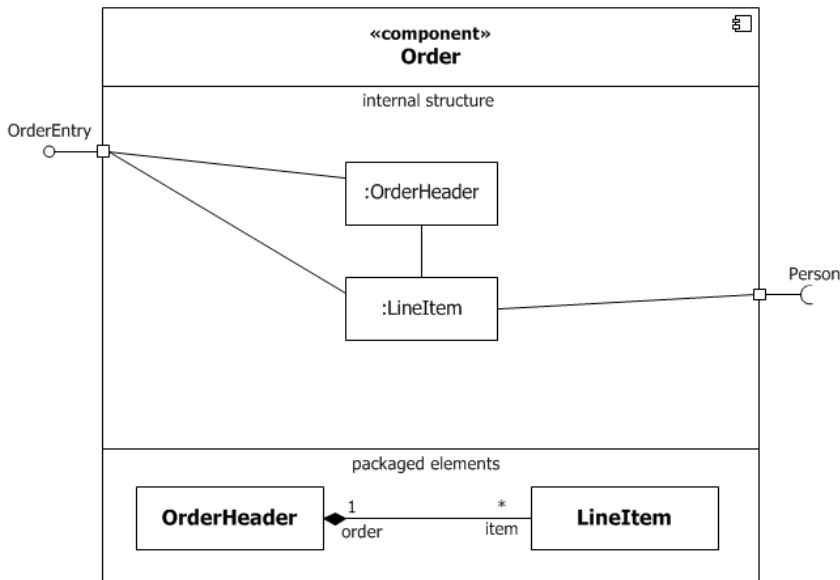 «component»
Order
internal structure
OrderEntry
:OrderHeader
:LineItem
Person
packaged elements
OrderHeader
1
order
*
item
LineItem